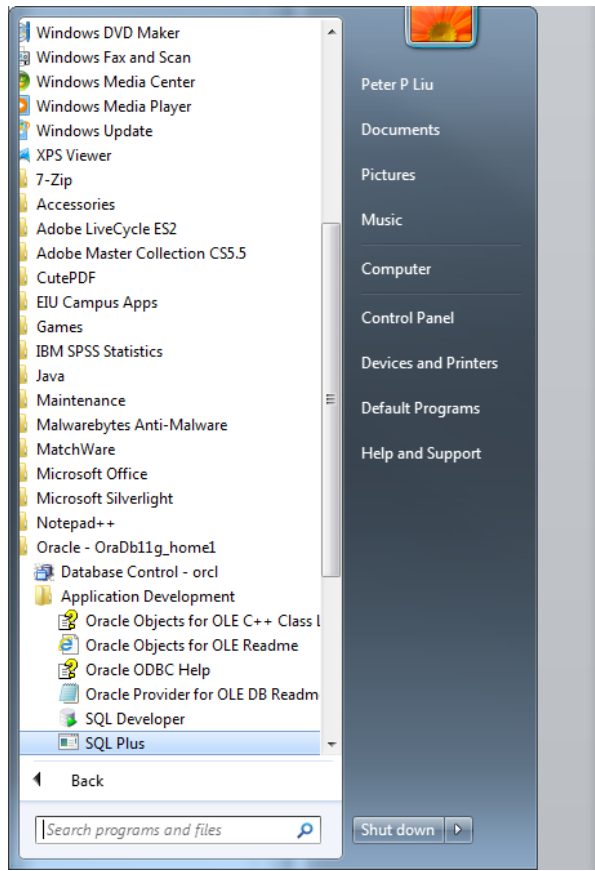 Windows DVD Maker
Windows Fax and Scan
Windows Media Center
Windows Media Player
Windows Update
XPS Viewer
7-Zip
Accessories
Adobe LiveCycle ES2
Adobe Master Collection CS5.5
CutePDF
EIU Campus Apps
Games
IBM SPSS Statistics
Java
Maintenance
Malwarebytes Anti-Malware
MatchWare
Microsoft Office
Microsoft Silverlight
Notepad++
Oracle - OraDb11g_home1
Database Control - orcl
Application Development
Oracle Objects for OLE C++ Class L
Oracle Objects for OLE Readme
Oracle ODBC Help
Oracle Provider for OLE DB Readm
SQL Developer
SQL Plus
Back
Search programs and files
Peter P Liu
Documents
Pictures
Music
Computer
Control Panel
Devices and Printers
Default Programs
Help and Support
Shut down